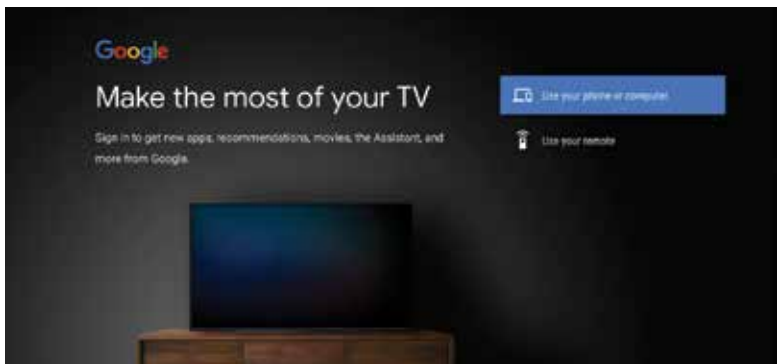 Google
Make the most of your TV
Sign in to get new apps, recommendations, movies, the Assistant, and
more from Google.
Use your phone or computer
Use your remote